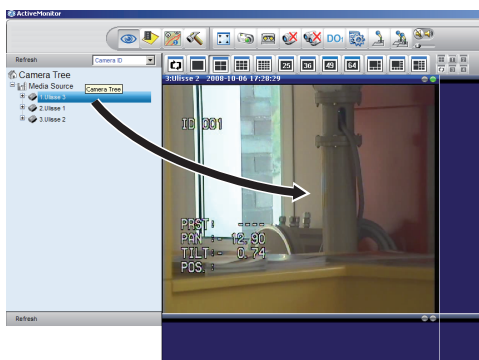 ActiveMonitor
DO:
Refresh
Camera ID
25 36 49 64
Camera Tree
3:Ulisse 2 2008-10-06 17:28:29
Media Source
Camera Tree
1.Ulisse 3
2.Ulisse 1
3.Ulisse 2
ID 001
PRST: ----
PAN :- 12.90
TILT:- 0.74
POS. :
Refresh